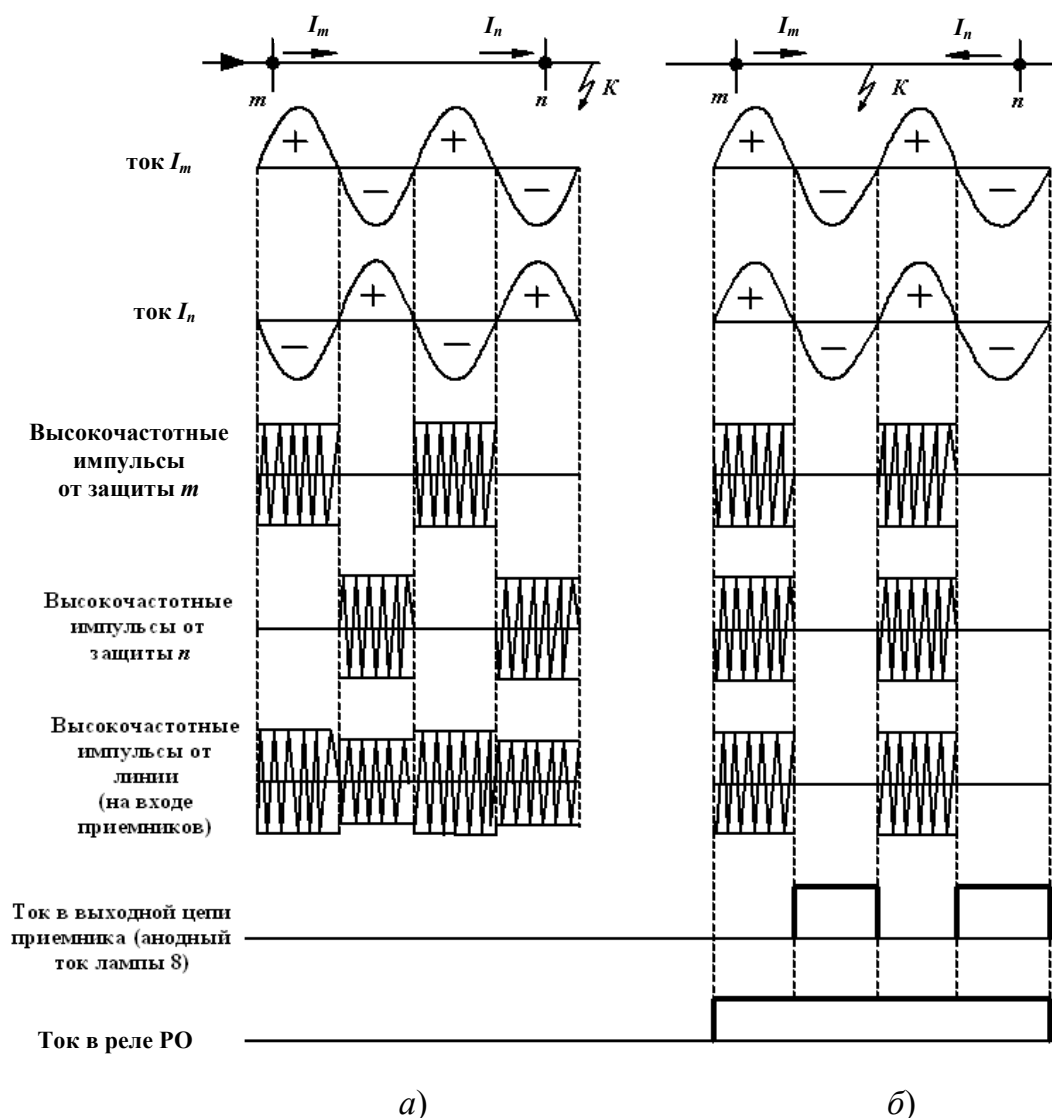 I_m I_n I_m I_n
m n K m K n
ток I_m
+ − + − + − + −
ток I_n
− + − + + − + −
Высокочастотные
импульсы
от защиты m
Высокочастотные
импульсы от
защиты n
Высокочастотные
импульсы от
линии
(на входе
приемников)
Ток в выходной цепи
приемника (анодный
ток лампы 8)
Ток в реле РО
а) б)